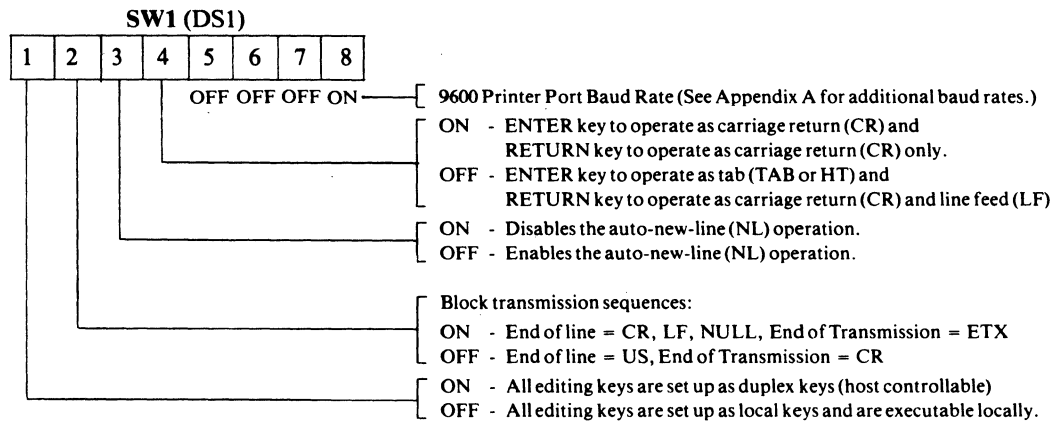 SW1 (DS1)
1 2 3 4 5 6 7 8
OFF OFF OFF ON 9600 Printer Port Baud Rate (See Appendix A for additional baud rates.)
ON - ENTER key to operate as carriage return (CR) and
RETURN key to operate as carriage return (CR) only.
OFF - ENTER key to operate as tab (TAB or HT) and
RETURN key to operate as carriage return (CR) and line feed (LF)
ON - Disables the auto-new-line (NL) operation.
OFF - Enables the auto-new-line (NL) operation.
Block transmission sequences:
ON - End of line = CR, LF, NULL, End of Transmission = ETX
OFF - End of line = US, End of Transmission = CR
ON - All editing keys are set up as duplex keys (host controllable)
OFF - All editing keys are set up as local keys and are executable locally.